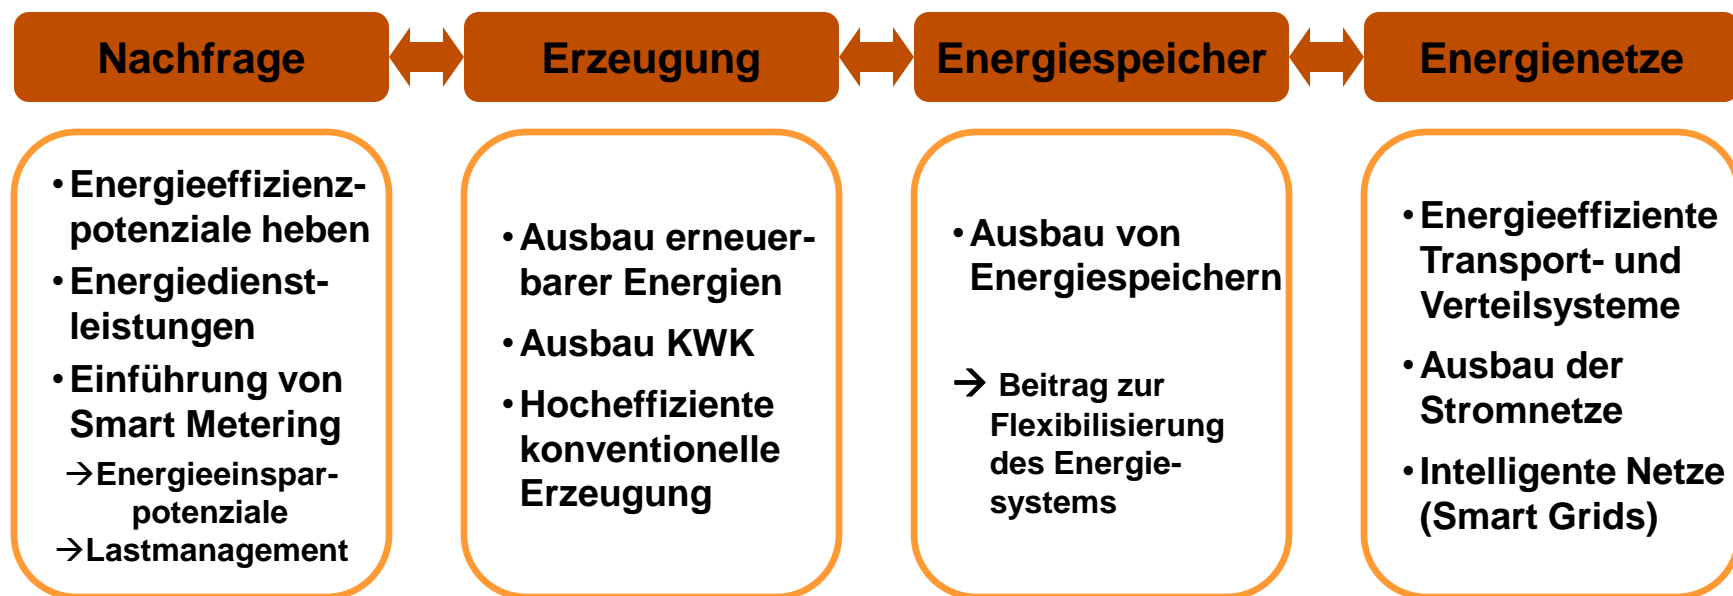 Nachfrage
Erzeugung
Energiespeicher
Energienetze
• Energieeffizienz-
potenziale heben
• Energiedienst-
leistungen
• Einführung von
Smart Metering
→Energieeinspar-
potenziale
→Lastmanagement
• Ausbau erneuer-
barer Energien
• Ausbau KWK
• Hocheffiziente
konventionelle
Erzeugung
• Ausbau von
Energiespeichern
→ Beitrag zur
Flexibilisierung
des Energie-
systems
• Energieeffiziente
Transport- und
Verteilsysteme
• Ausbau der
Stromnetze
• Intelligente Netze
(Smart Grids)